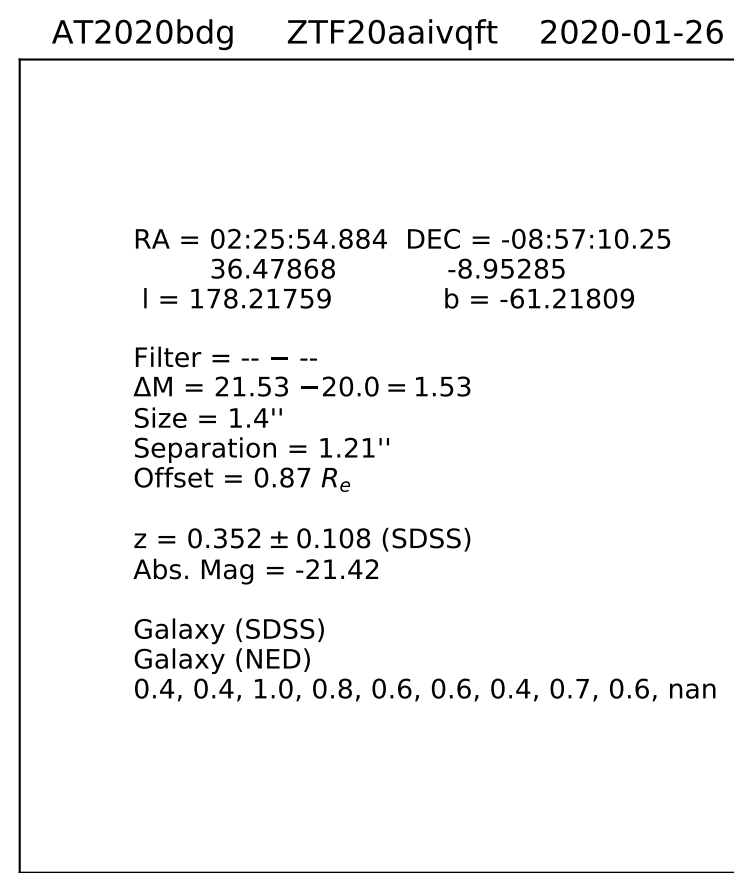 AT2020bdg ZTF20aaivqft 2020-01-26
RA = 02:25:54.884 DEC = -08:57:10.25
36.47868 -8.95285
l = 178.21759 b = -61.21809
Filter = -- − --
ΔM = 21.53 −20.0 = 1.53
Size = 1.4''
Separation = 1.21''
Offset = 0.87 Rₑ
z = 0.352 ± 0.108 (SDSS)
Abs. Mag = -21.42
Galaxy (SDSS)
Galaxy (NED)
0.4, 0.4, 1.0, 0.8, 0.6, 0.6, 0.4, 0.7, 0.6, nan